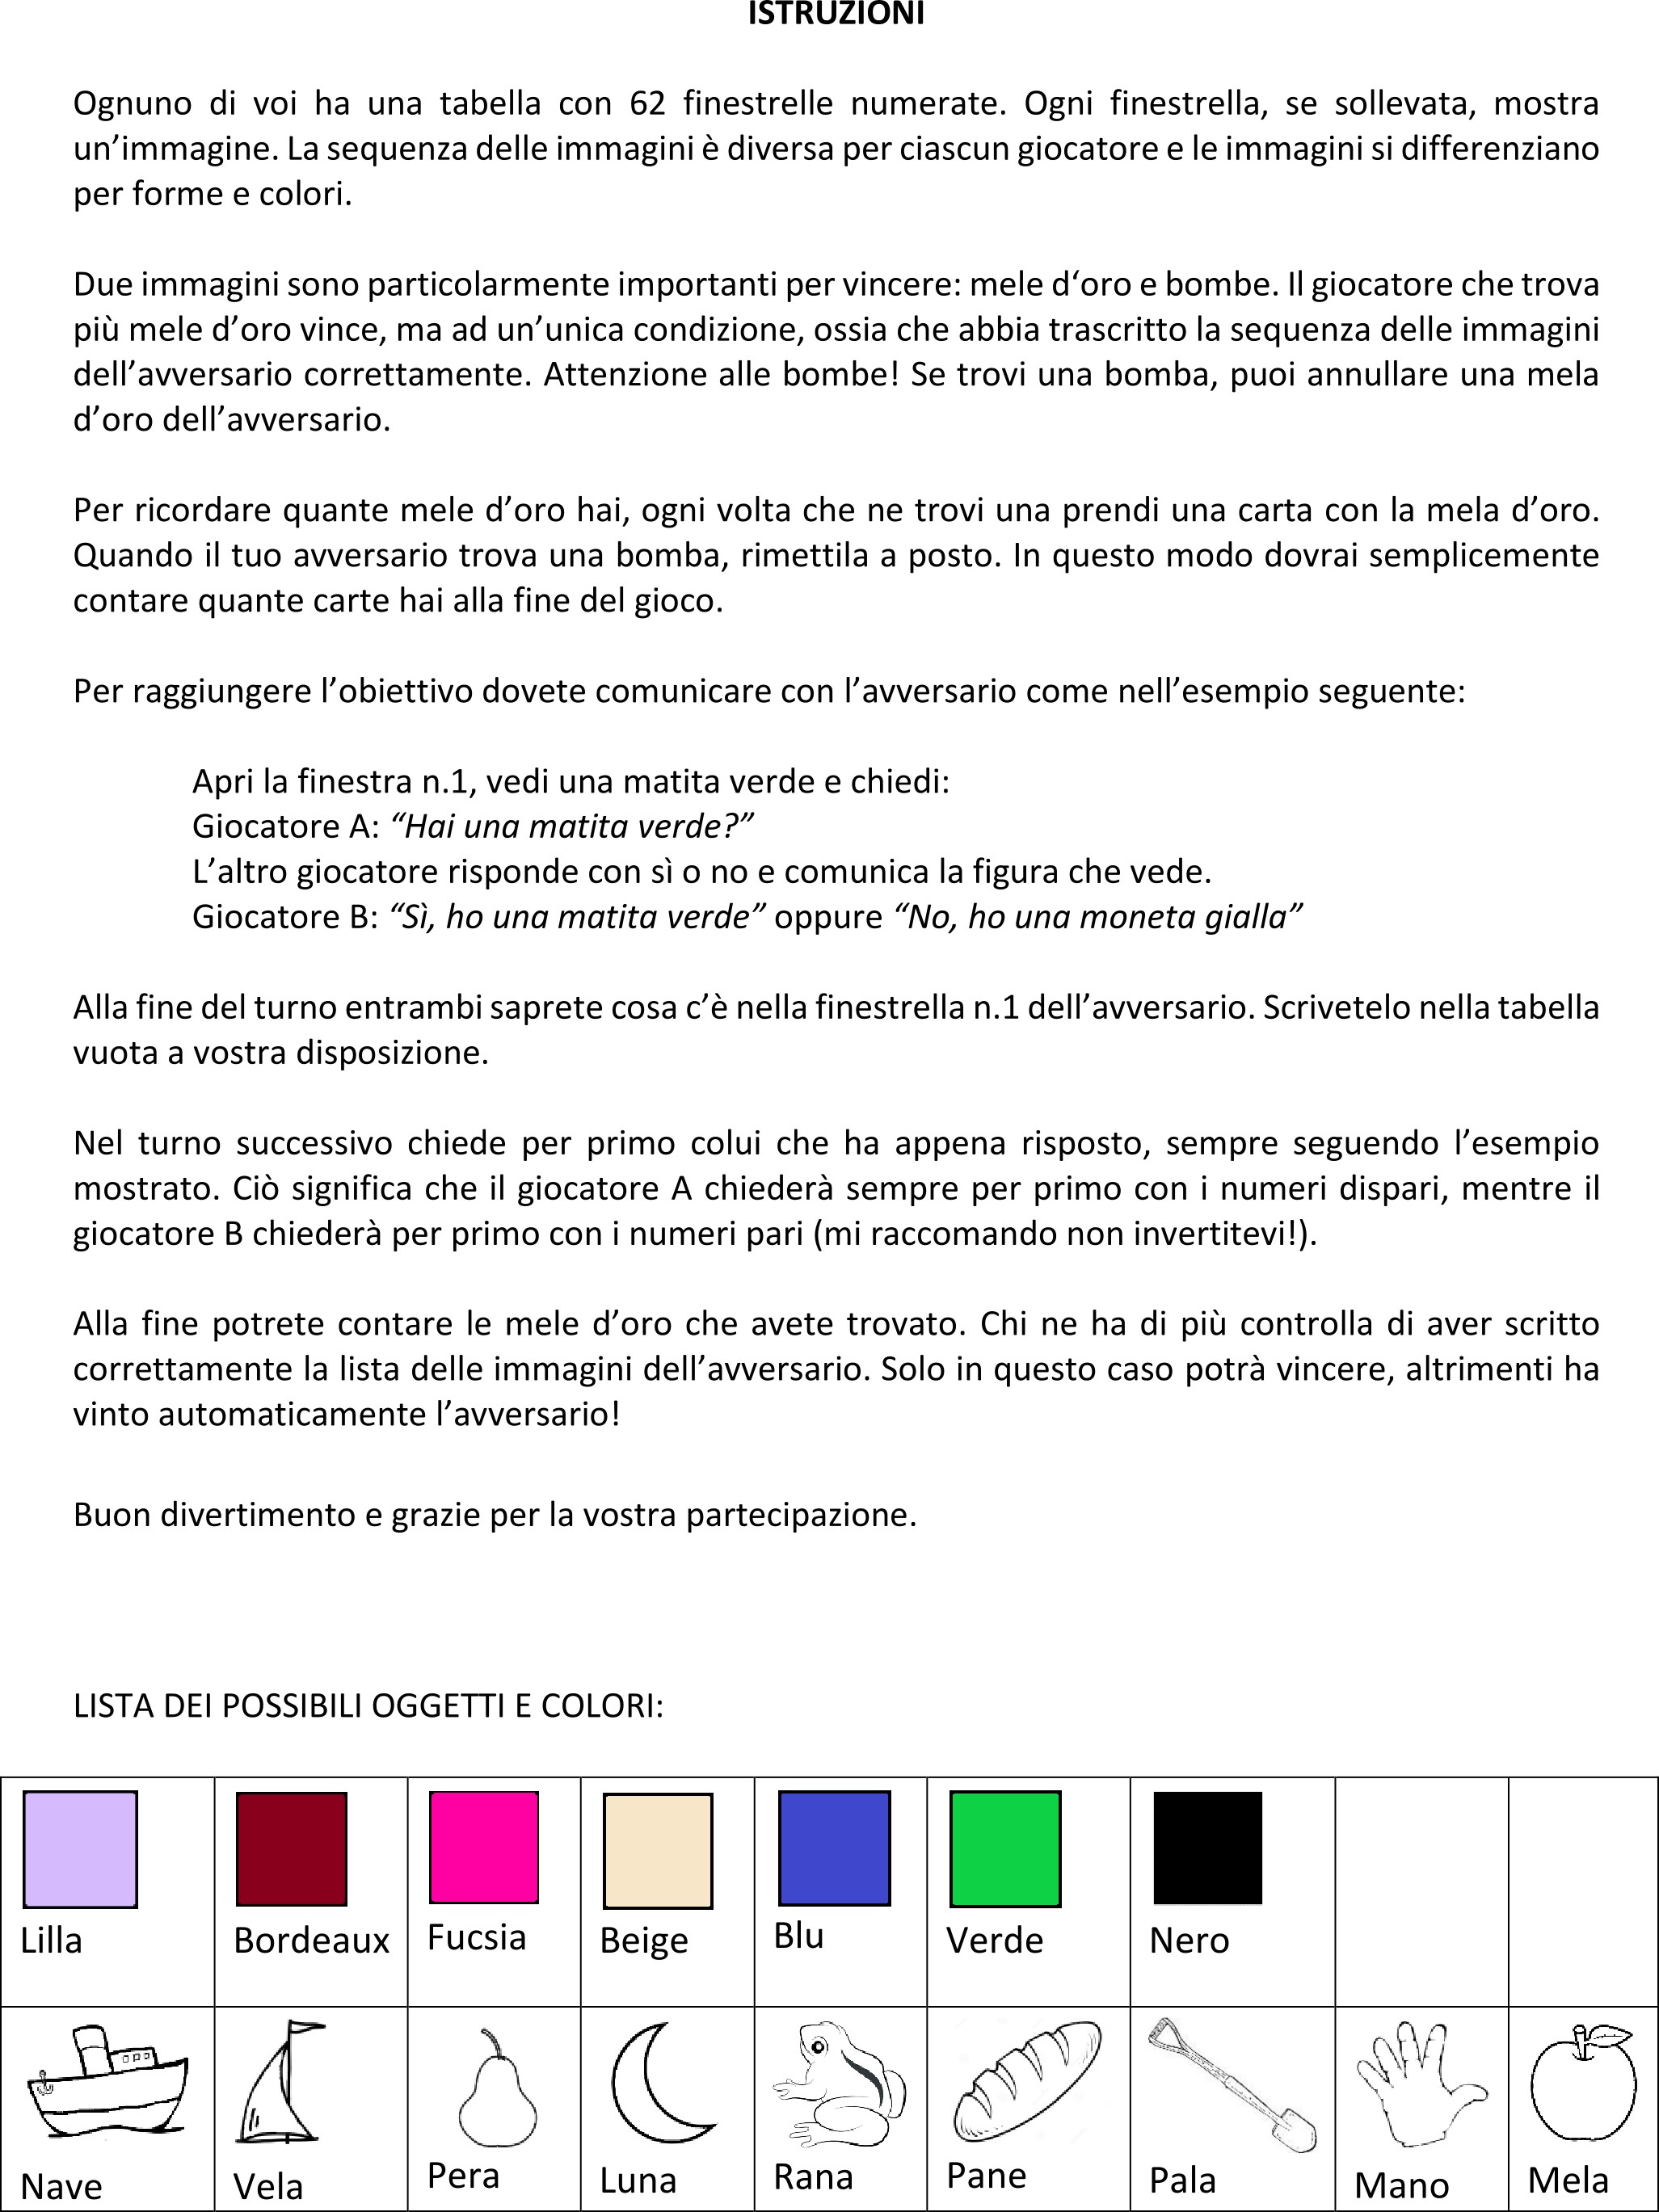 ISTRUZIONI
Ognuno di voi ha una tabella con 62 finestrelle numerate. Ogni finestrella, se sollevata, mostra
un’immagine. La sequenza delle immagini è diversa per ciascun giocatore e le immagini si differenziano
per forme e colori.
Due immagini sono particolarmente importanti per vincere: mele d‘oro e bombe. Il giocatore che trova
più mele d’oro vince, ma ad un’unica condizione, ossia che abbia trascritto la sequenza delle immagini
dell’avversario correttamente. Attenzione alle bombe! Se trovi una bomba, puoi annullare una mela
d’oro dell’avversario.
Per ricordare quante mele d’oro hai, ogni volta che ne trovi una prendi una carta con la mela d’oro.
Quando il tuo avversario trova una bomba, rimettila a posto. In questo modo dovrai semplicemente
contare quante carte hai alla fine del gioco.
Per raggiungere l’obiettivo dovete comunicare con l’avversario come nell’esempio seguente:
Apri la finestra n.1, vedi una matita verde e chiedi:
Giocatore A: “Hai una matita verde?”
L’altro giocatore risponde con sì o no e comunica la figura che vede.
Giocatore B: “Sì, ho una matita verde” oppure “No, ho una moneta gialla”
Alla fine del turno entrambi saprete cosa c’è nella finestrella n.1 dell’avversario. Scrivetelo nella tabella
vuota a vostra disposizione.
Nel turno successivo chiede per primo colui che ha appena risposto, sempre seguendo l’esempio
mostrato. Ciò significa che il giocatore A chiederà sempre per primo con i numeri dispari, mentre il
giocatore B chiederà per primo con i numeri pari (mi raccomando non invertitevi!).
Alla fine potrete contare le mele d’oro che avete trovato. Chi ne ha di più controlla di aver scritto
correttamente la lista delle immagini dell’avversario. Solo in questo caso potrà vincere, altrimenti ha
vinto automaticamente l’avversario!
Buon divertimento e grazie per la vostra partecipazione.
LISTA DEI POSSIBILI OGGETTI E COLORI:
Lilla Bordeaux Fucsia Beige Blu Verde Nero
Nave Vela Pera Luna Rana Pane Pala Mano Mela